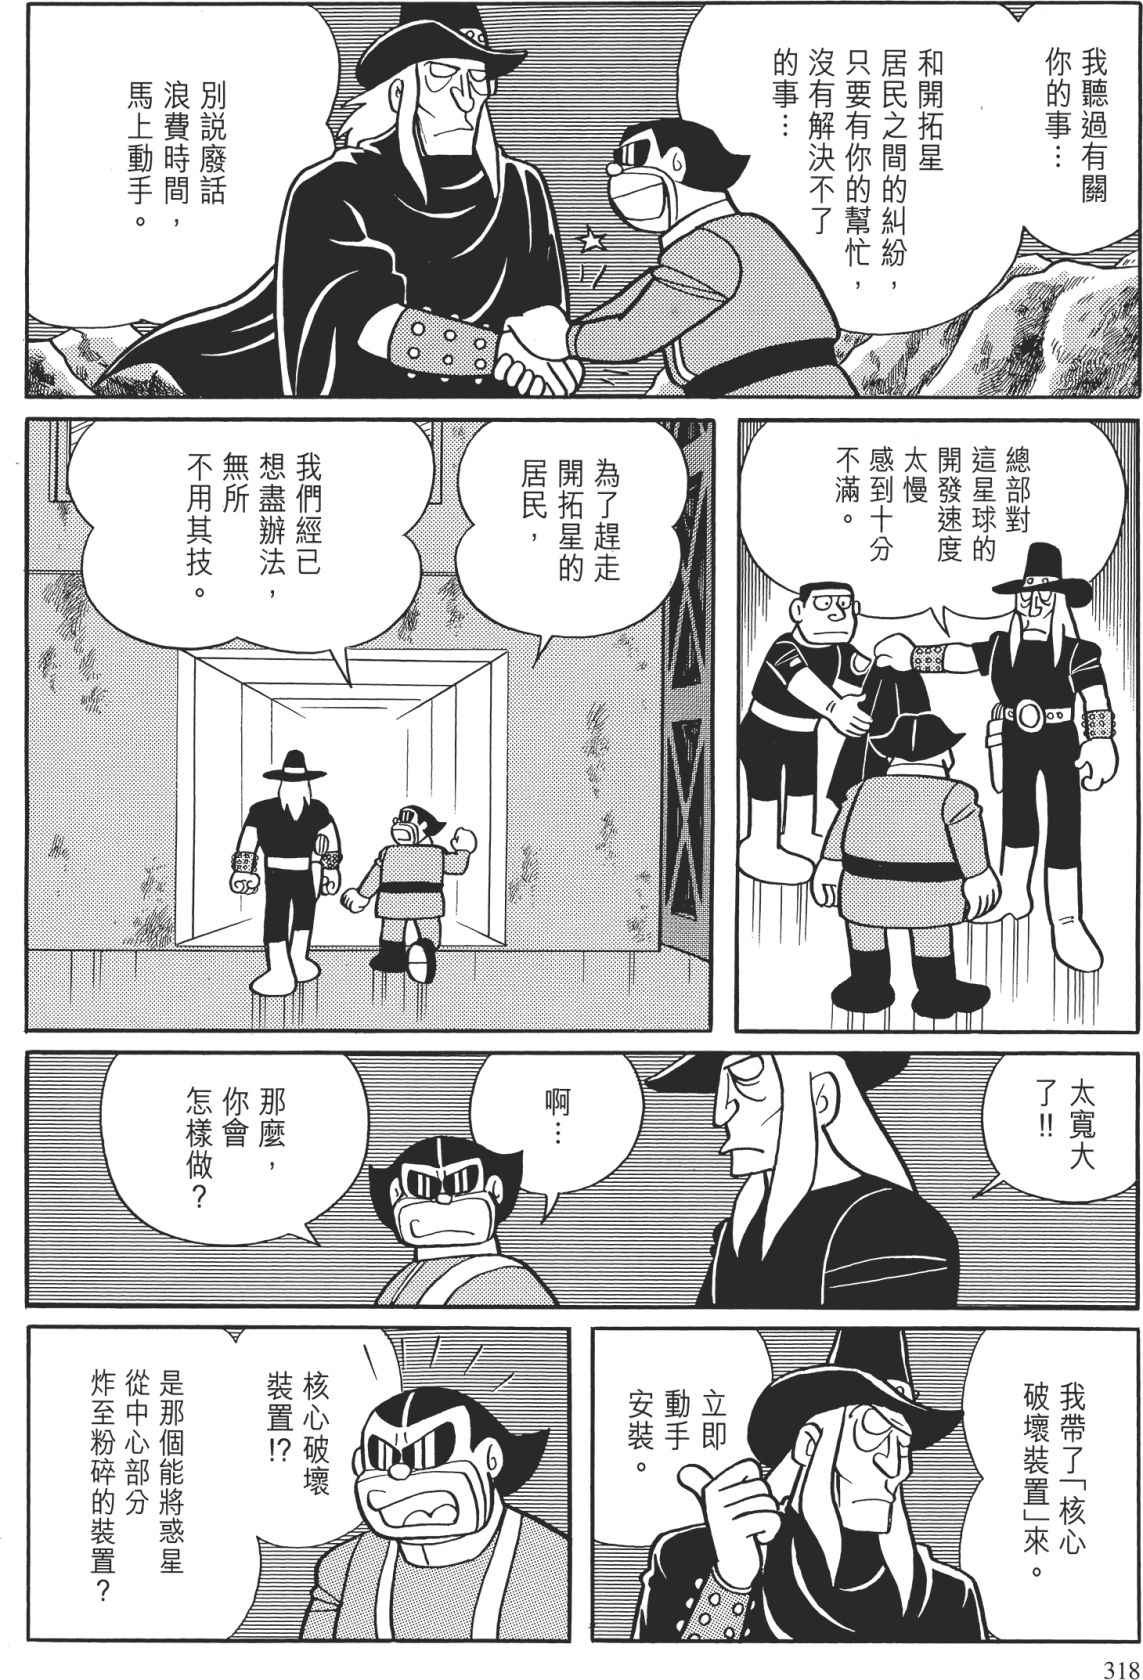 我聽過有關
你的事…
和開拓星
居民之間的糾紛，
只要有你的幫忙，
沒有解決不了
的事…
別說廢話
浪費時間，
馬上動手。
總部對
這星球的
開發速度
太慢
感到十分
不滿。
為了趕走
開拓星的
居民，
我們經已
想盡辦法，
無所
不用其技。
太寬大
了!!
啊…
那麼，
你會
怎樣做？
我帶了「核心
破壞裝置」來。
立即
動手
安裝。
核心破壞
裝置!?
是那個能將惑星
從中心部分
炸至粉碎的裝置？
318